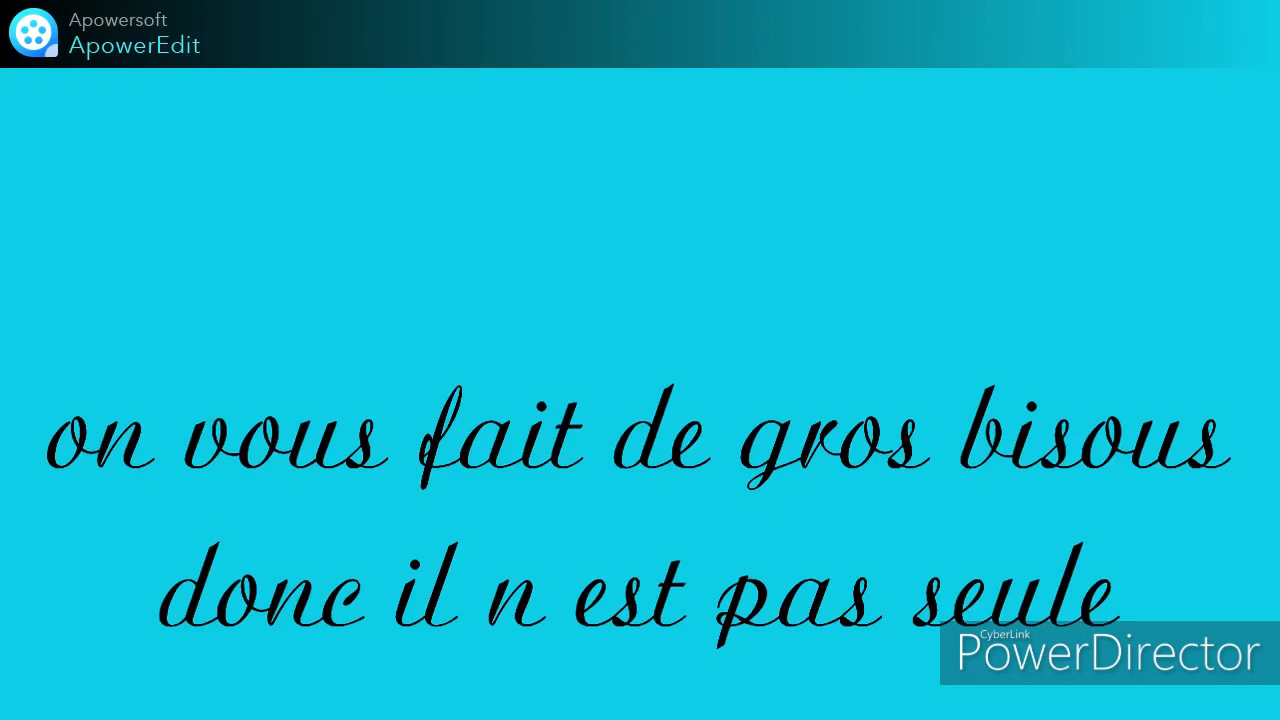 Apowersoft
ApowerEdit
on vous fait de gros bisous
donc il n est pas seule
CyberLink
PowerDirector